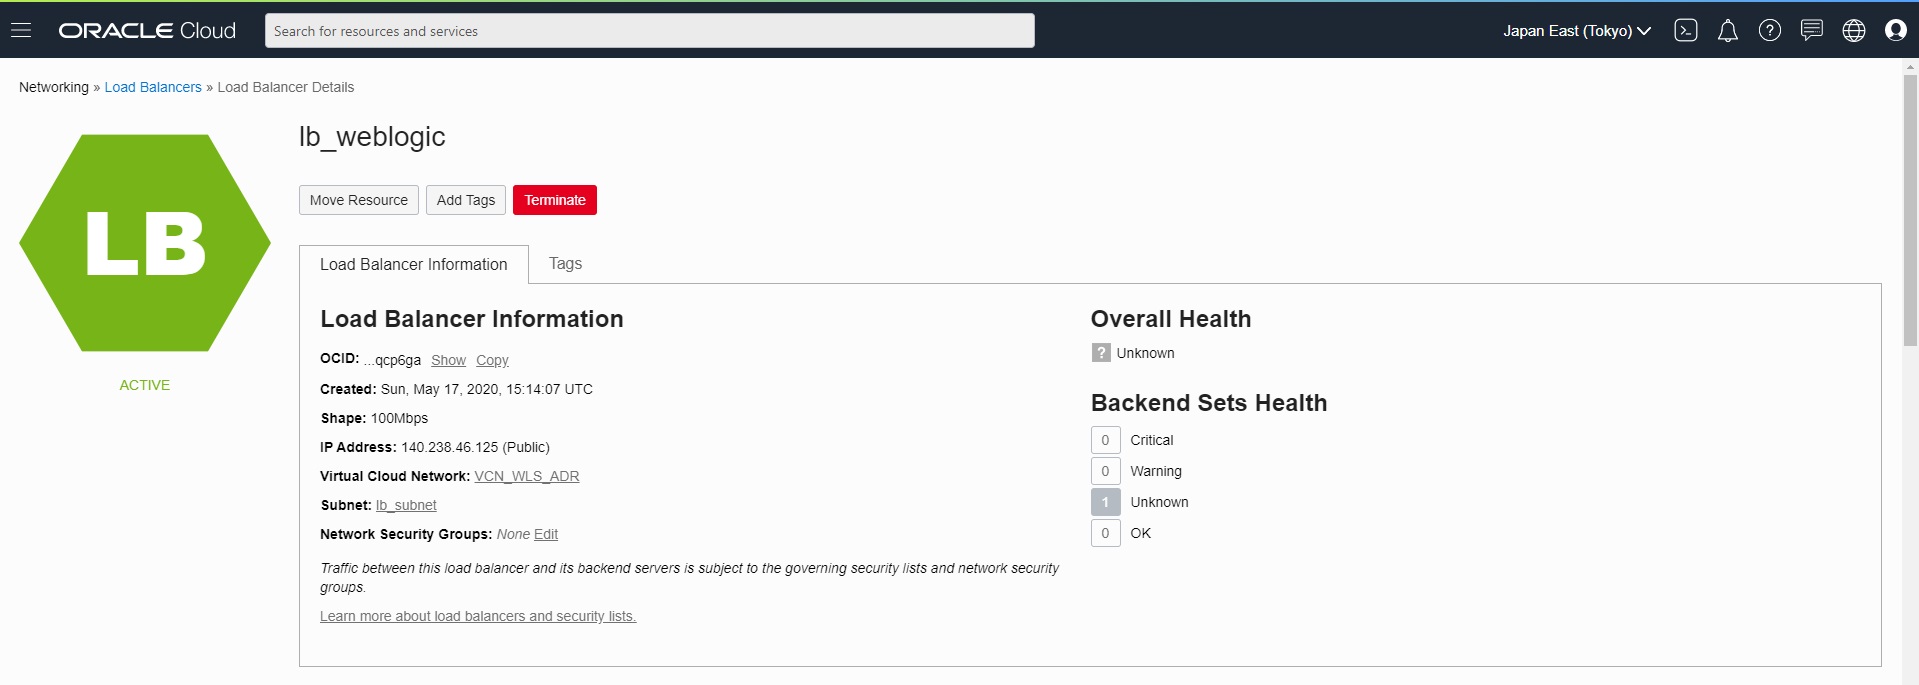 ORACLE Cloud
Search for resources and services
Japan East (Tokyo)
Networking » Load Balancers » Load Balancer Details
LB
ACTIVE
lb_weblogic
Move Resource Add Tags Terminate
Load Balancer Information Tags
Load Balancer Information
OCID: ...qcp6ga Show Copy
Created: Sun, May 17, 2020, 15:14:07 UTC
Shape: 100Mbps
IP Address: 140.238.46.125 (Public)
Virtual Cloud Network: VCN_WLS_ADR
Subnet: lb_subnet
Network Security Groups: None Edit
Traffic between this load balancer and its backend servers is subject to the governing security lists and network security
groups.
Learn more about load balancers and security lists.
Overall Health
? Unknown
Backend Sets Health
0 Critical
0 Warning
1 Unknown
0 OK